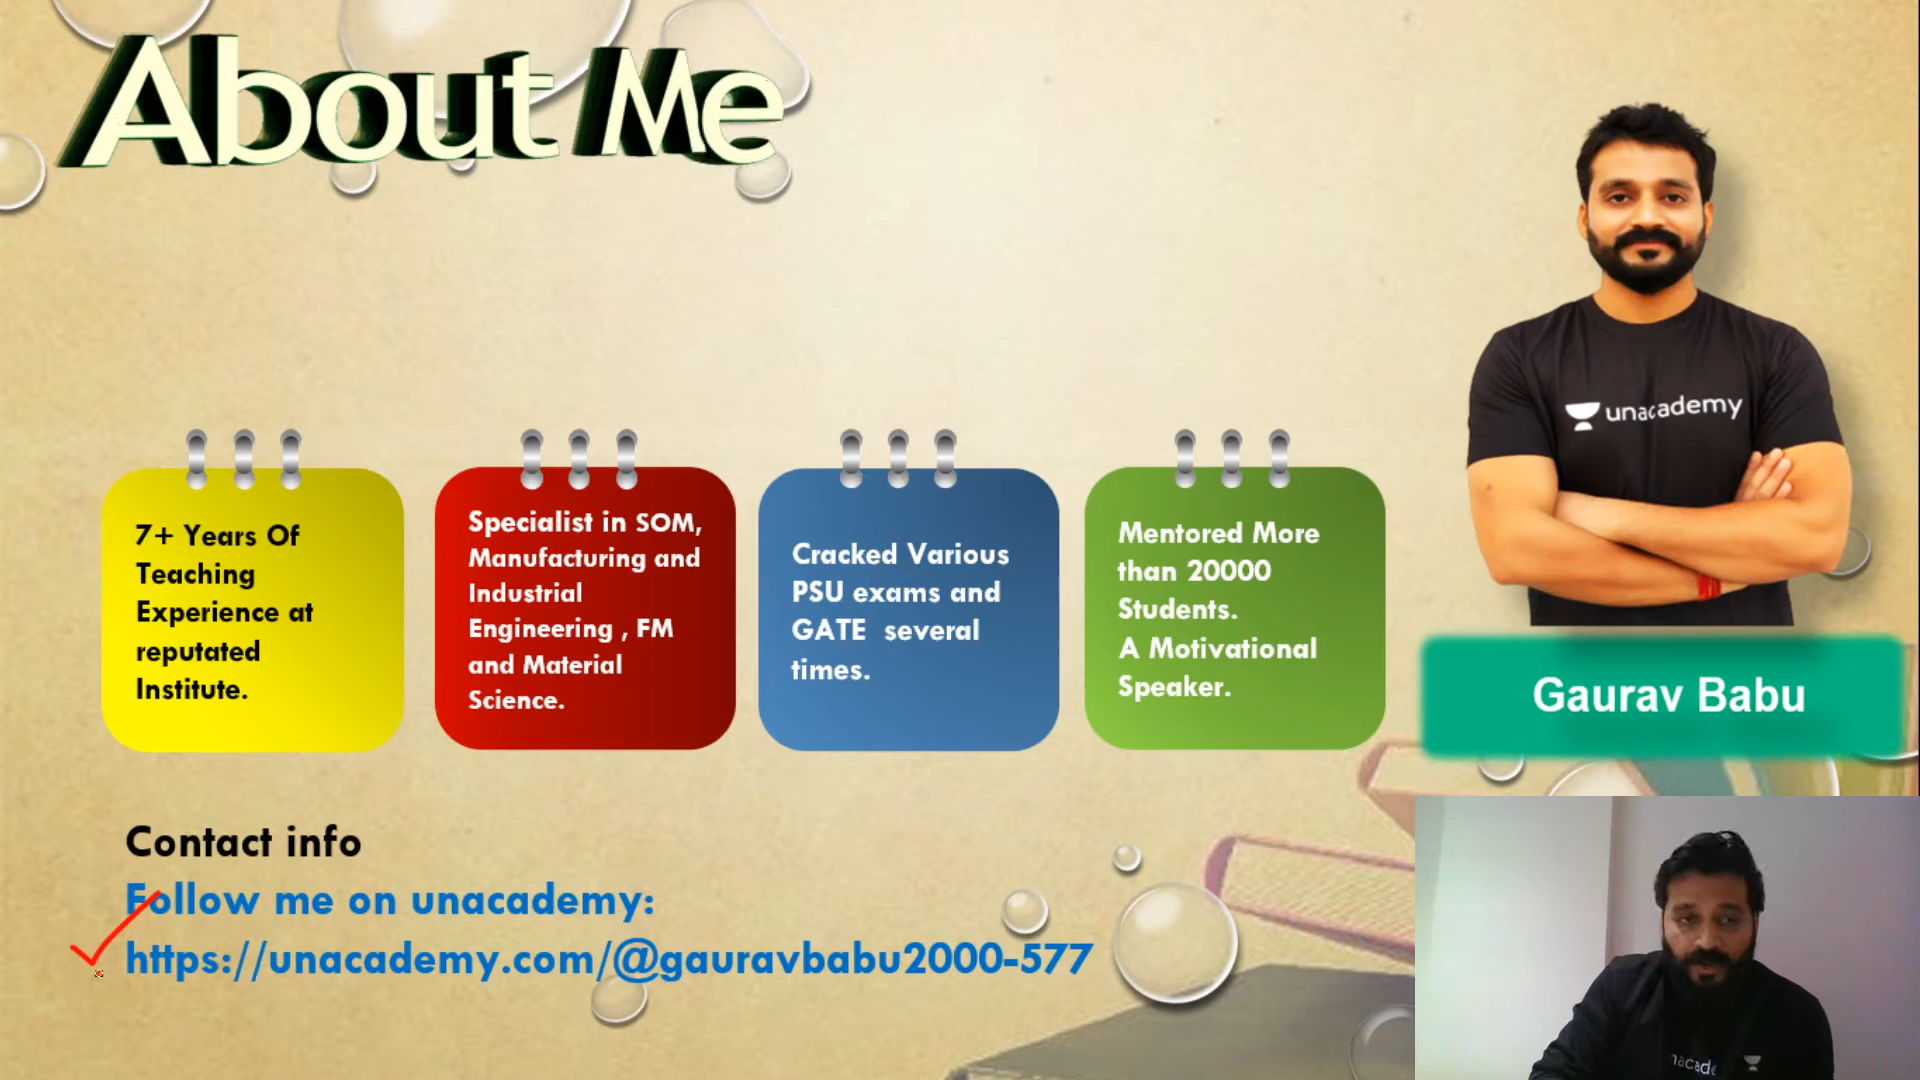 About Me
unacademy
7+ Years Of
Teaching
Experience at
reputated
Institute.
Specialist in SOM,
Manufacturing and
Industrial
Engineering , FM
and Material
Science.
Cracked Various
PSU exams and
GATE several
times.
Mentored More
than 20000
Students.
A Motivational
Speaker.
Gaurav Babu
Contact info
Follow me on unacademy:
https://unacademy.com/@gauravbabu2000-577